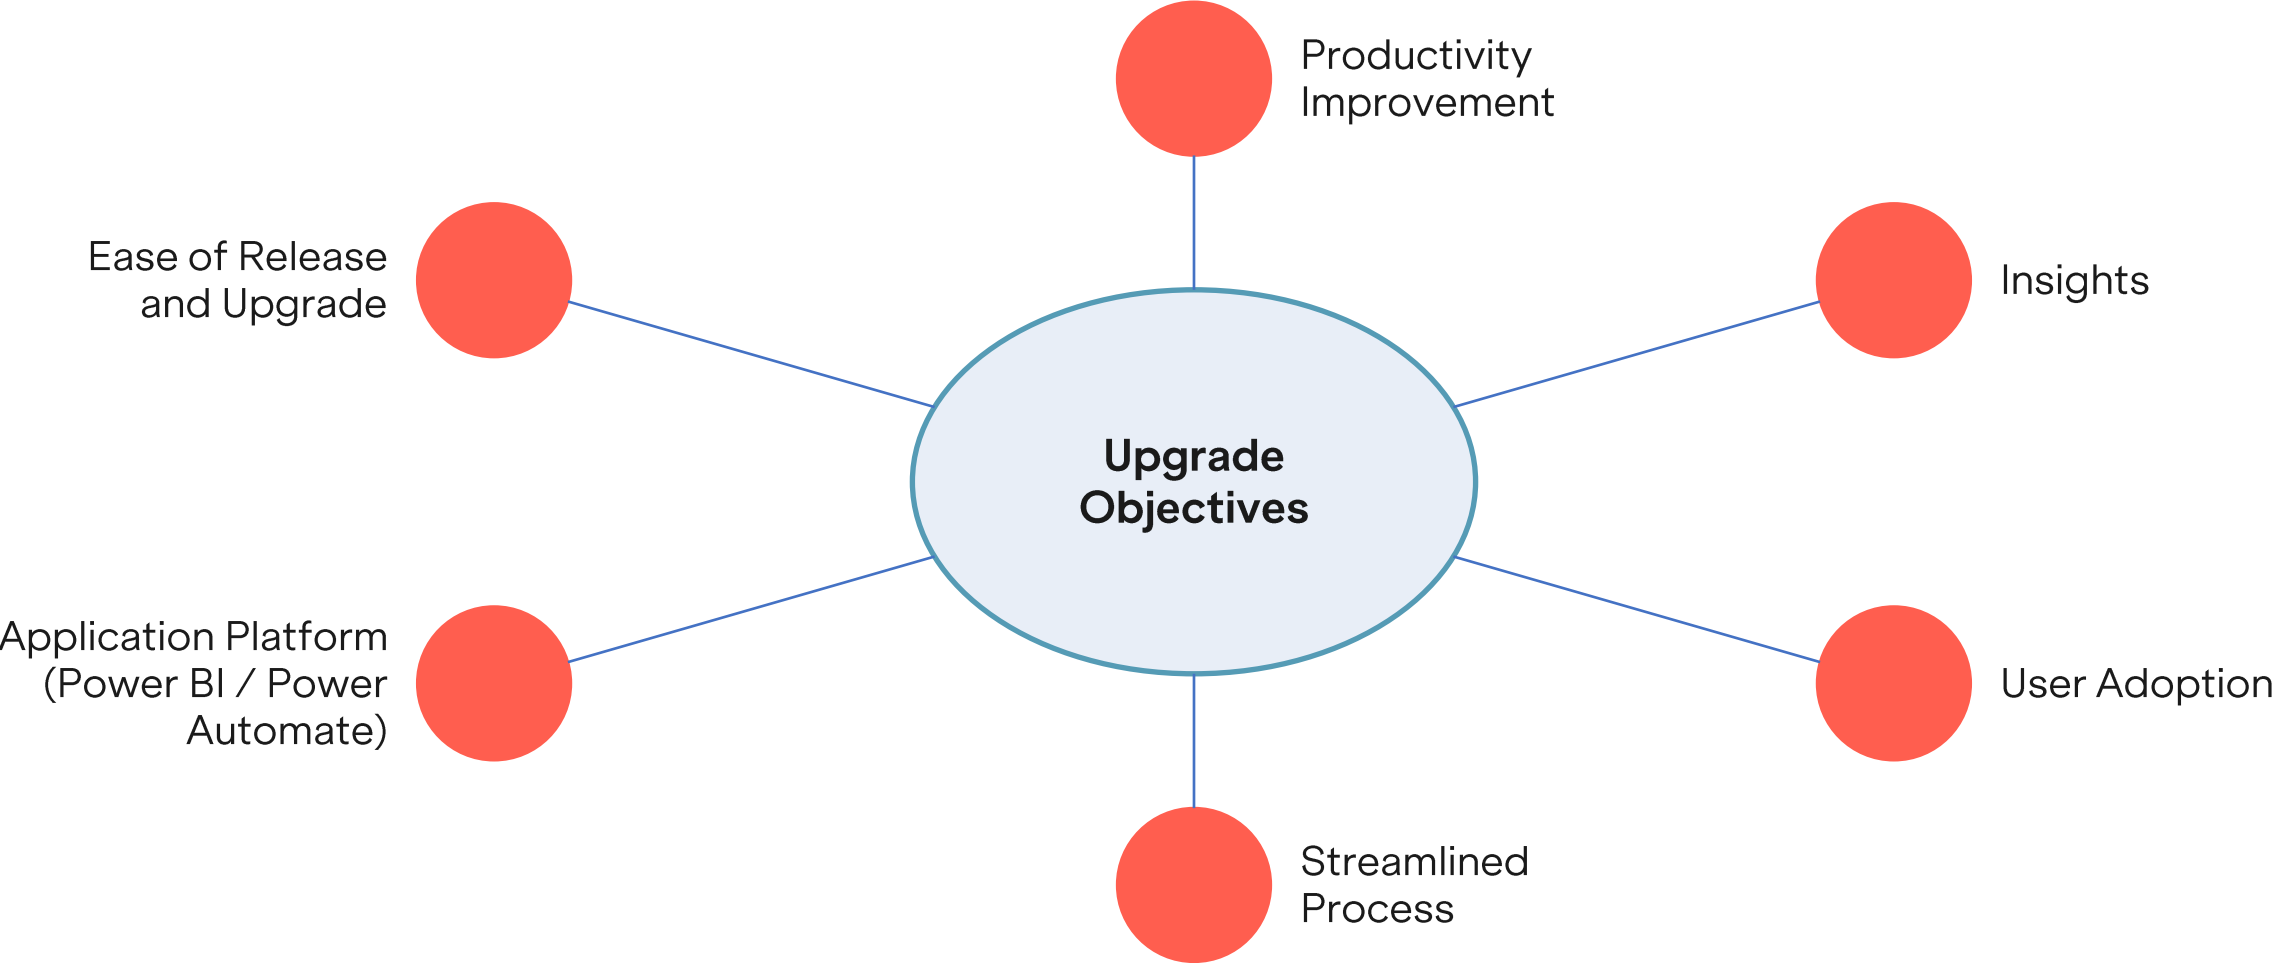 Productivity
Improvement
Ease of Release
and Upgrade
Insights
Upgrade
Objectives
Application Platform
(Power BI / Power
Automate)
User Adoption
Streamlined
Process